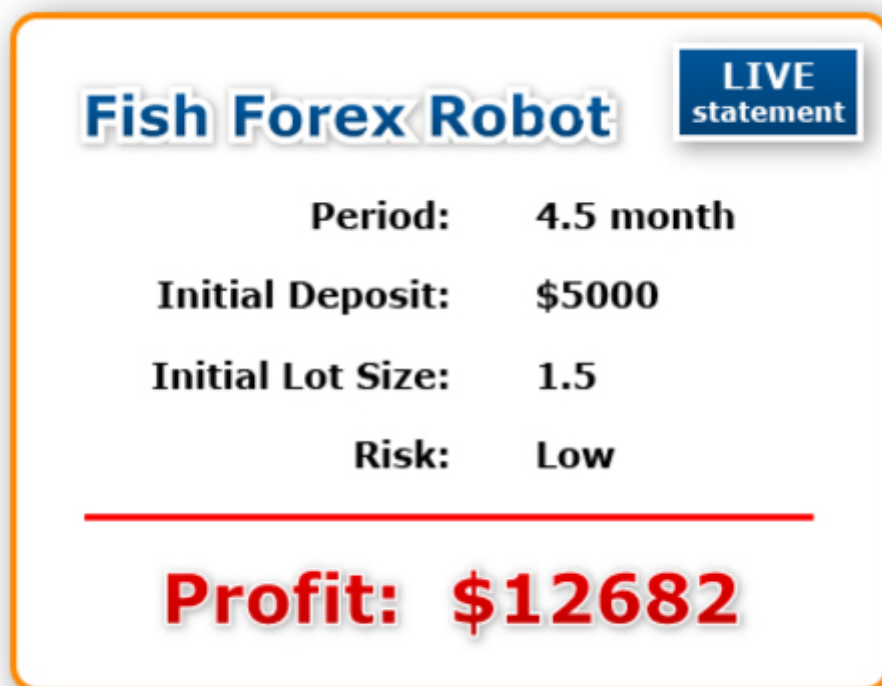 LIVE
statement
Fish Forex Robot
Period: 4.5 month
Initial Deposit: $5000
Initial Lot Size: 1.5
Risk: Low
Profit: $12682